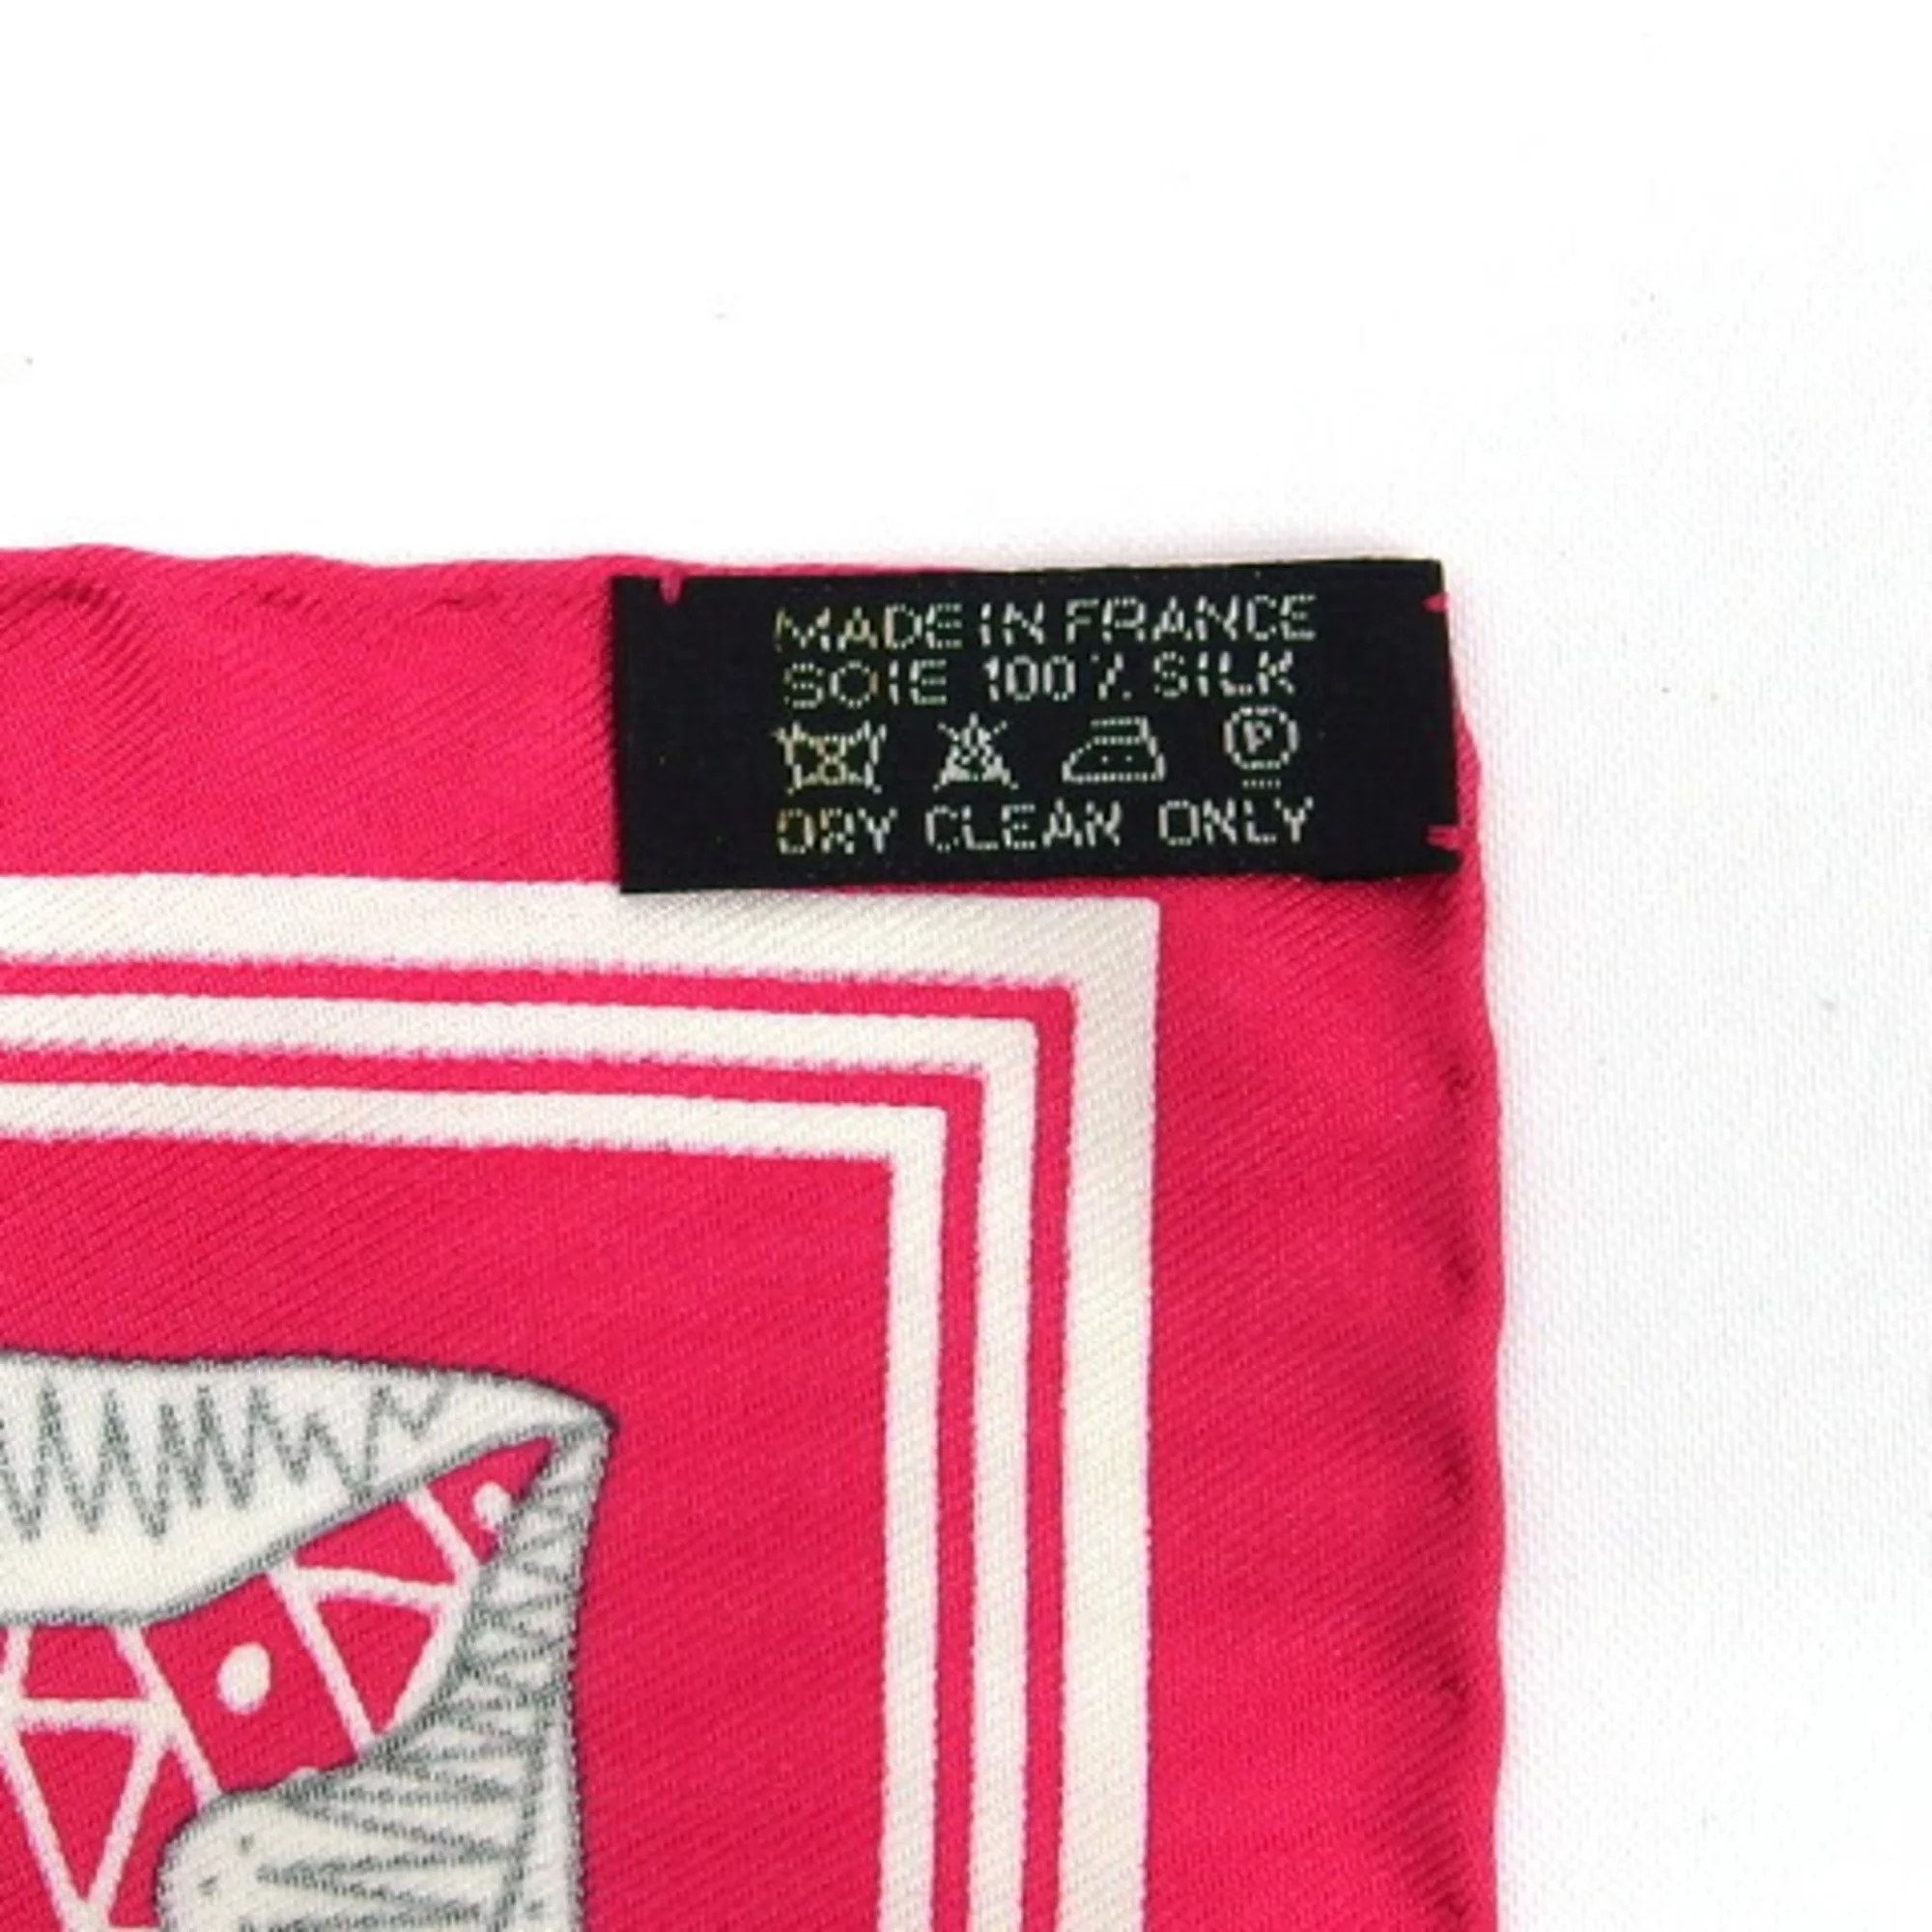 MADE IN FRANCE
SOIE 100% SILK
P
DRY CLEAN ONLY